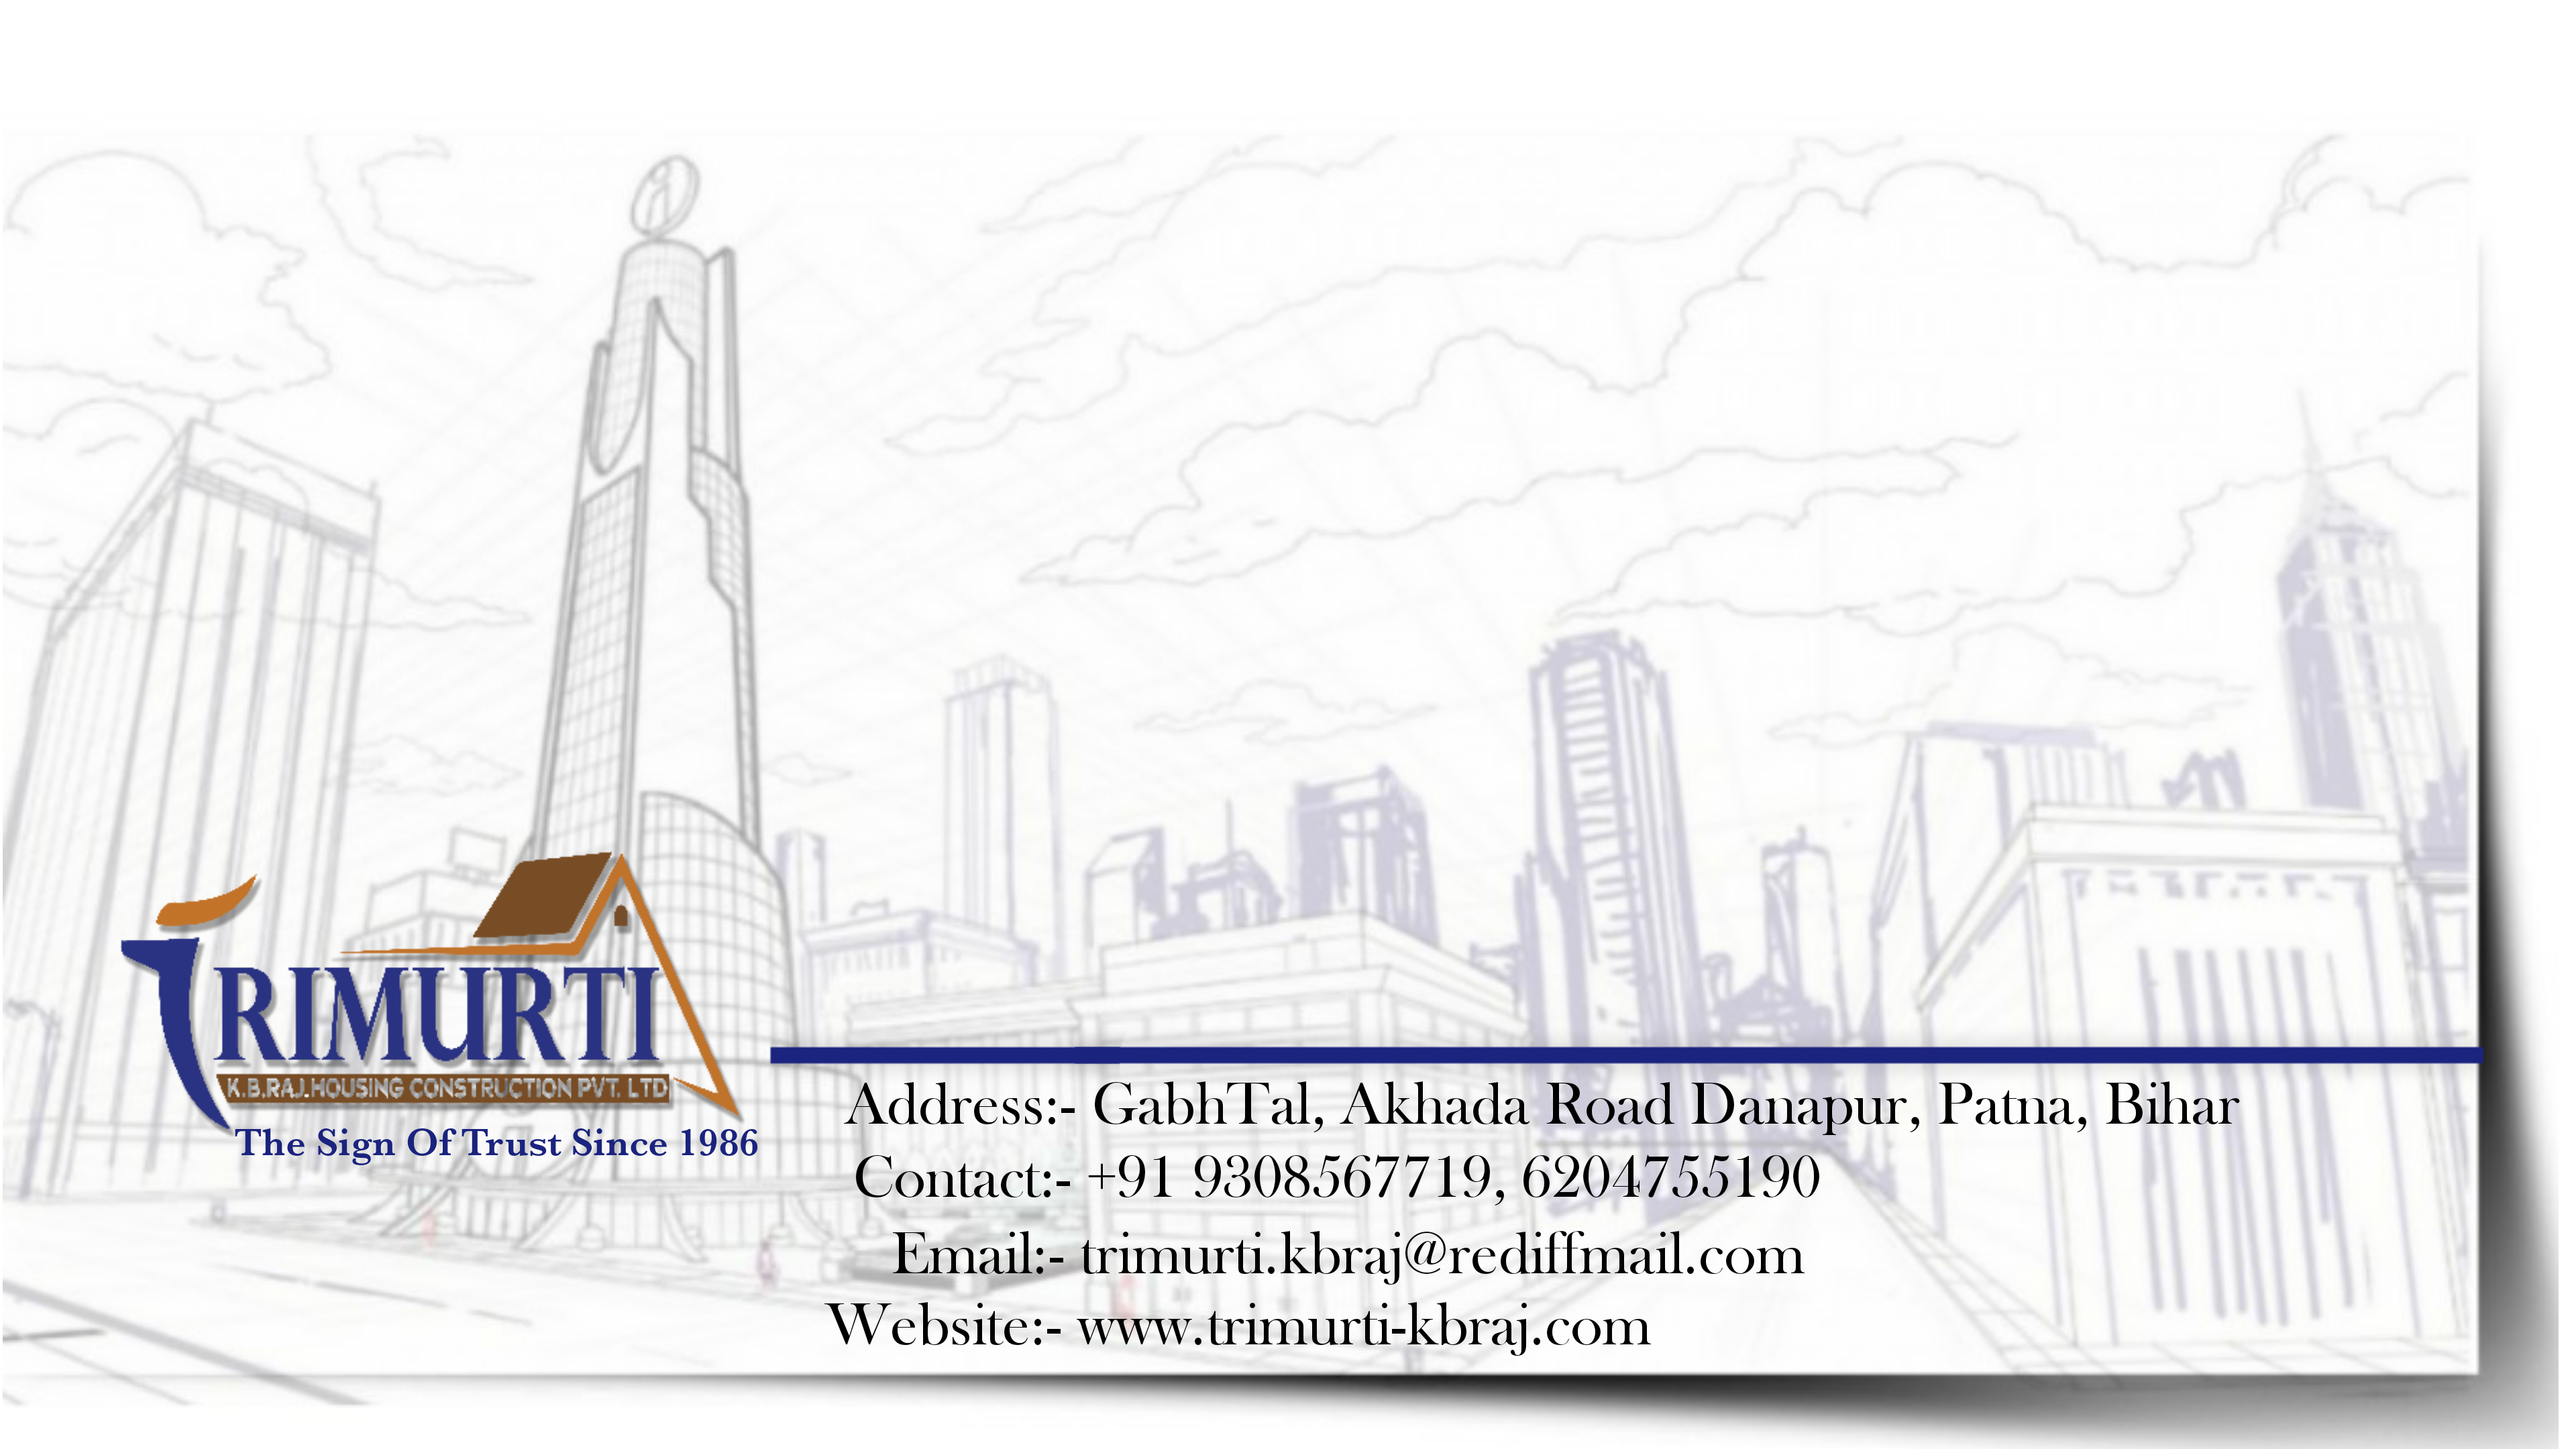 TRIMURTI
K.B.RAJ.HOUSING CONSTRUCTION PVT. LTD
The Sign Of Trust Since 1986
Address:- GabhTal, Akhada Road Danapur, Patna, Bihar
Contact:- +91 9308567719, 6204755190
Email:- trimurti.kbraj@rediffmail.com
Website:- www.trimurti-kbraj.com